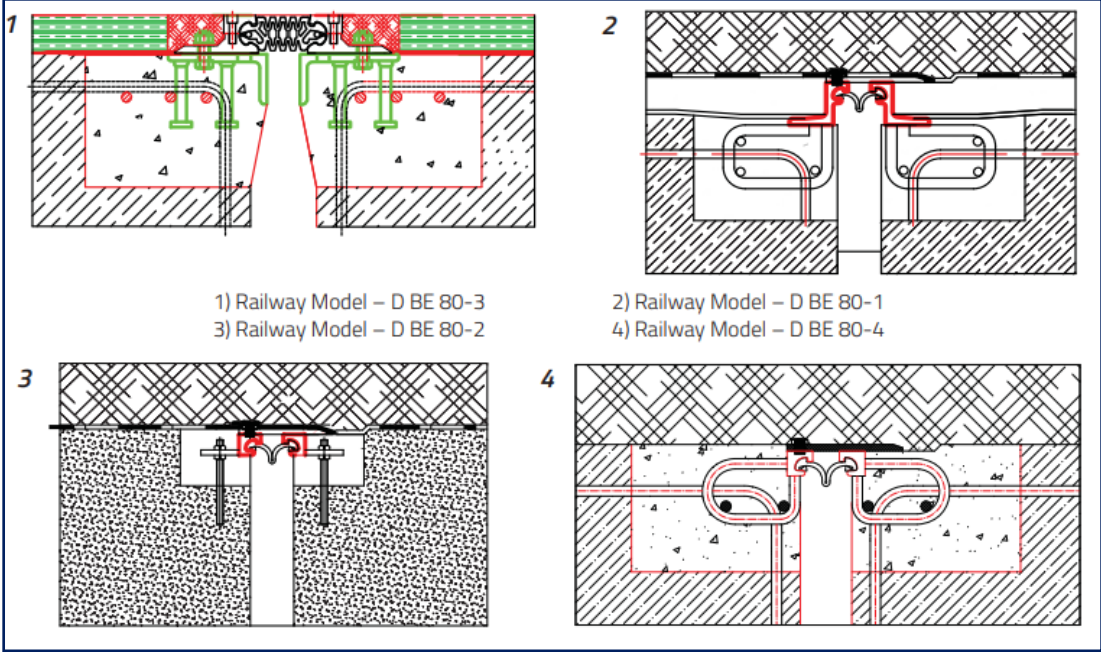 1
2
1) Railway Model – D BE 80-3
2) Railway Model – D BE 80-1
3) Railway Model – D BE 80-2
4) Railway Model – D BE 80-4
3
4